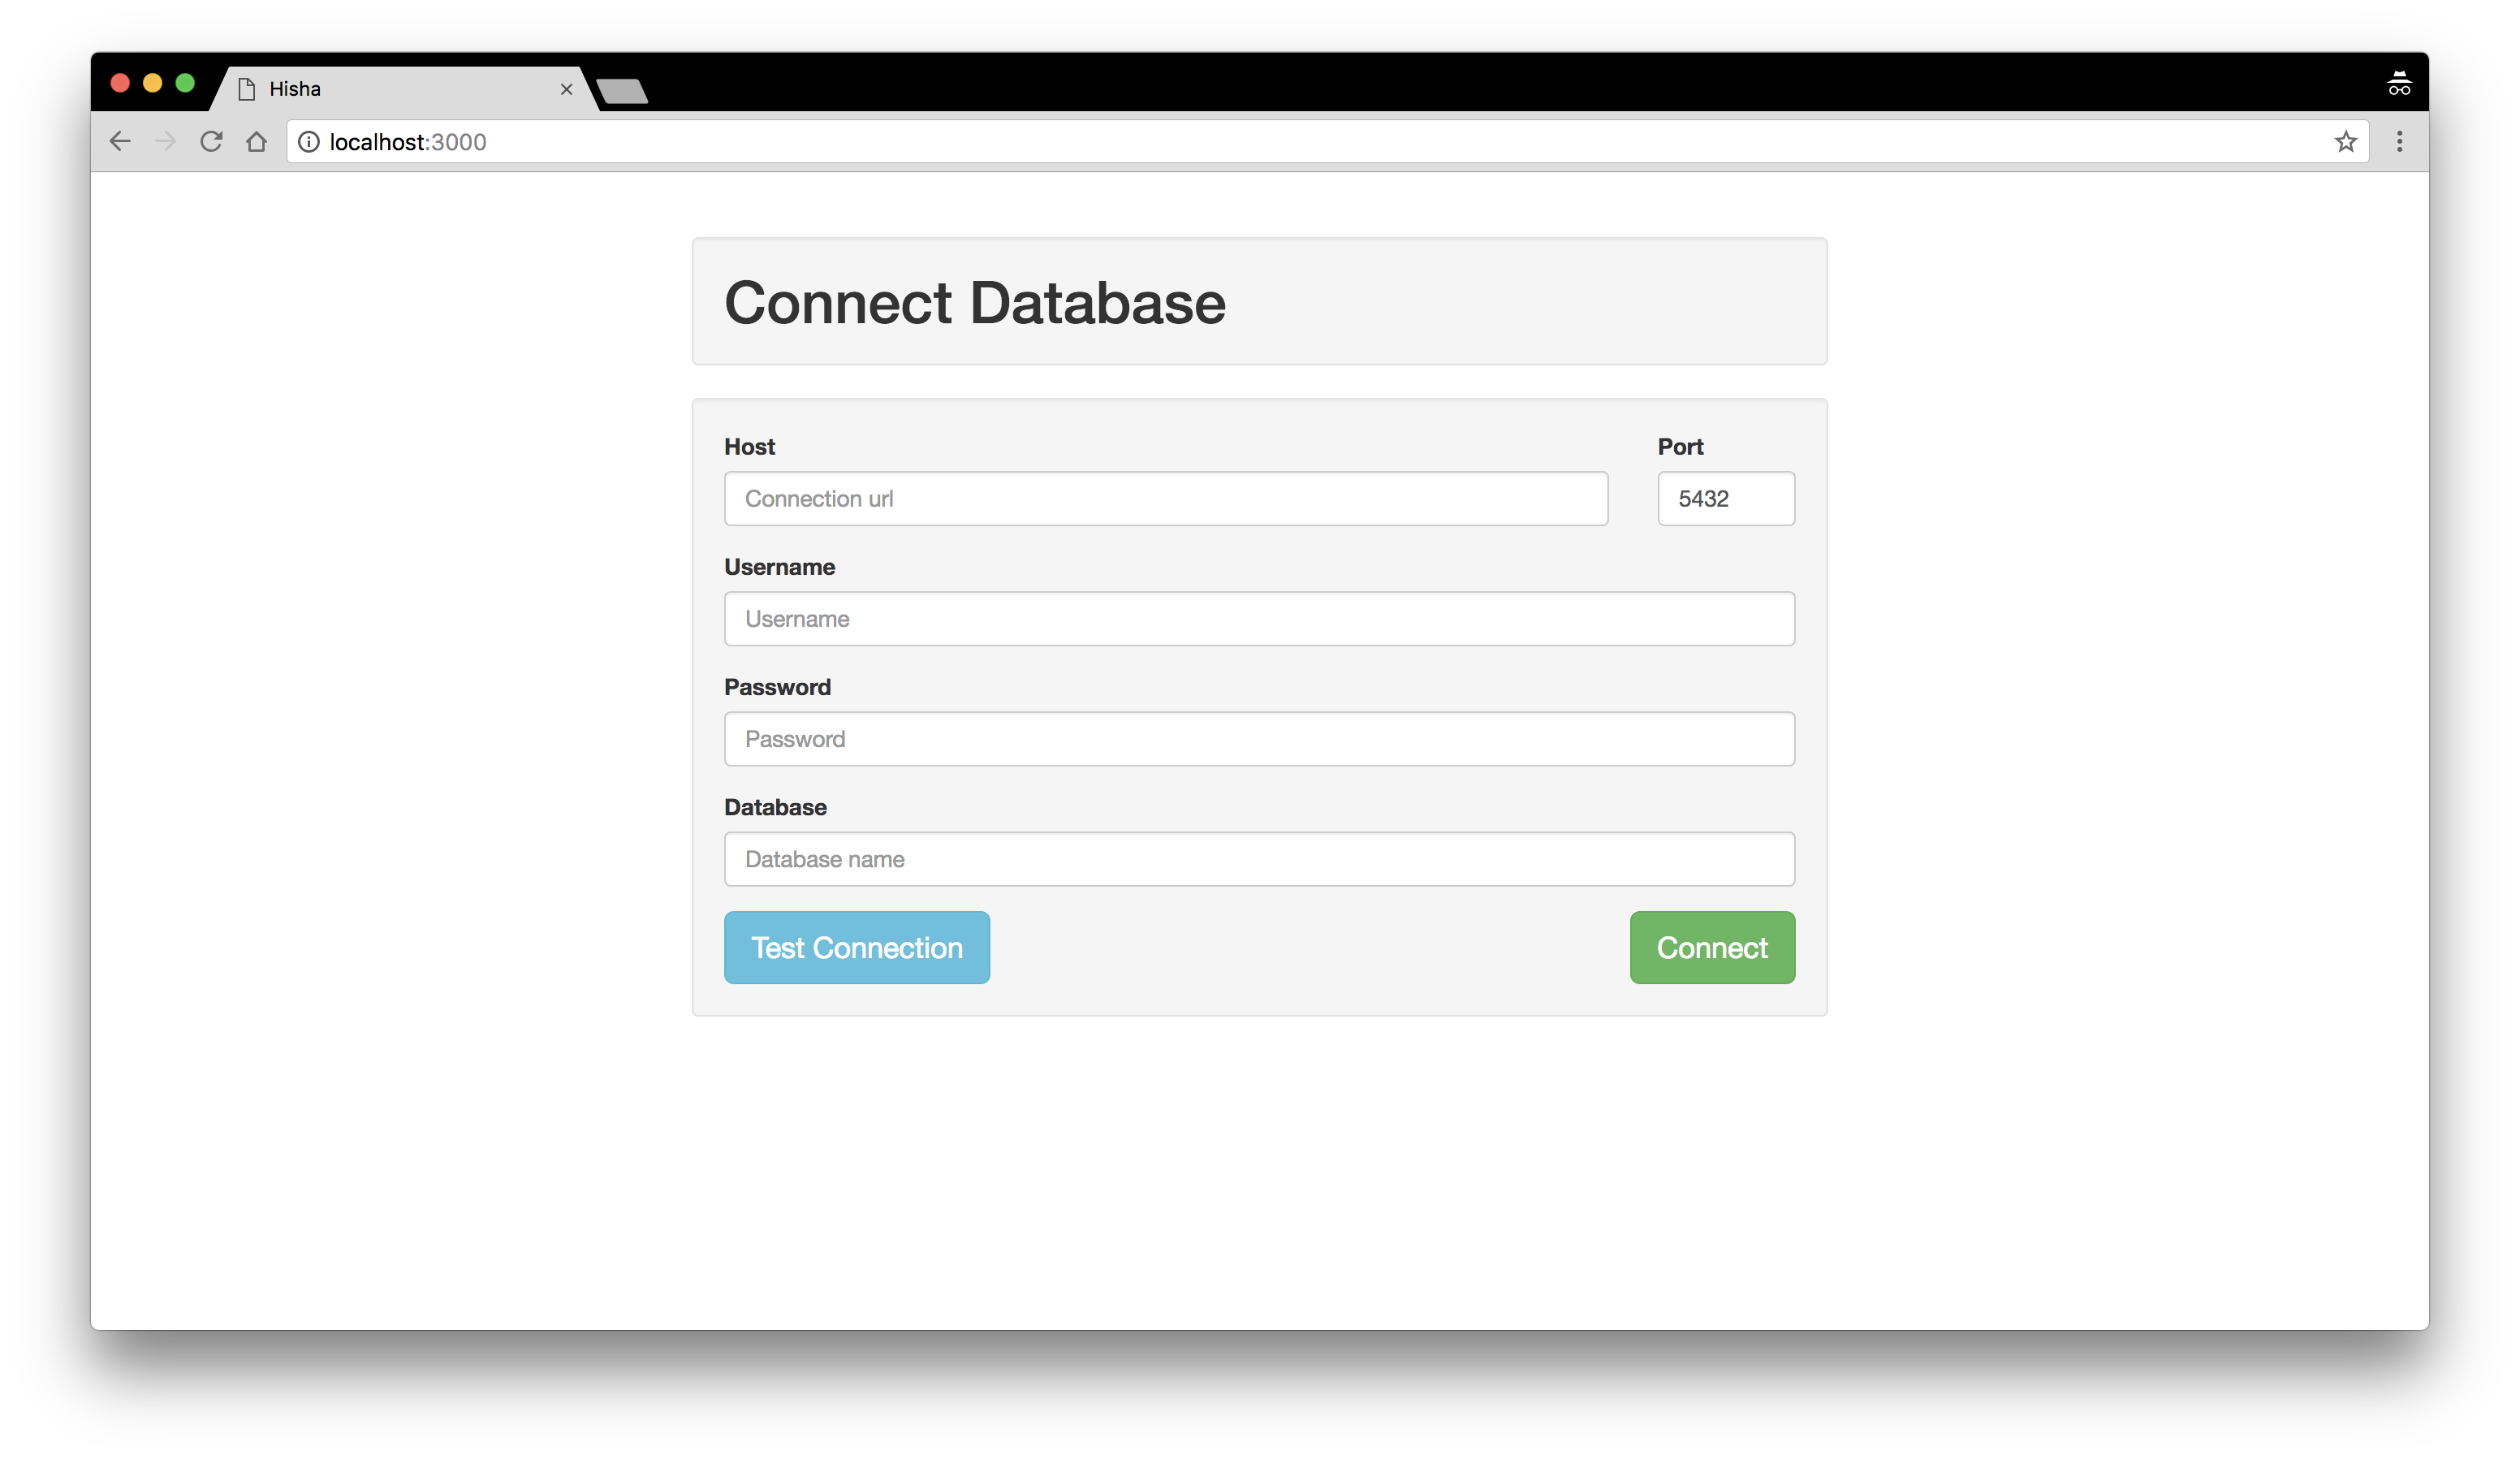 Hisha
localhost:3000
Connect Database
Host Port
Connection url 5432
Username
Username
Password
Password
Database
Database name
Test Connection Connect